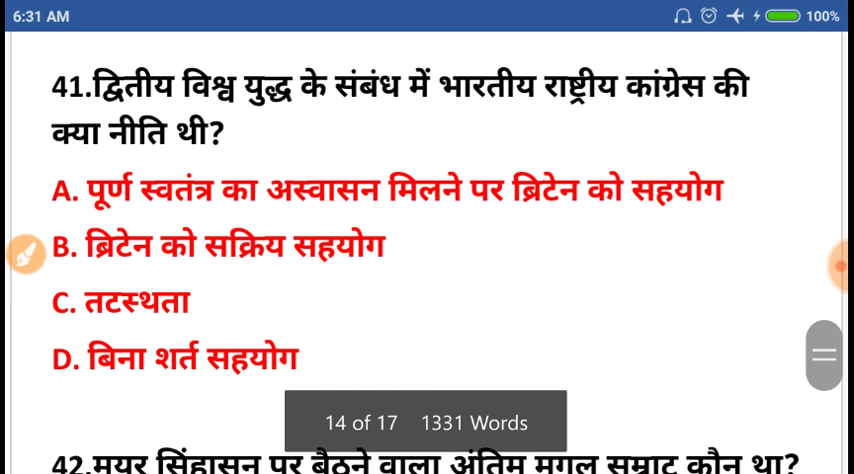 6:31 AM 100%
41.द्वितीय विश्व युद्ध के संबंध में भारतीय राष्ट्रीय कांग्रेस की
क्या नीति थी?
A. पूर्ण स्वतंत्र का अस्वासन मिलने पर ब्रिटेन को सहयोग
B. ब्रिटेन को सक्रिय सहयोग
C. तटस्थता
D. बिना शर्त सहयोग
14 of 17 1331 Words
42.मयूर सिंहासन पर बैठने वाला अंतिम मुगल सम्राट कौन था?